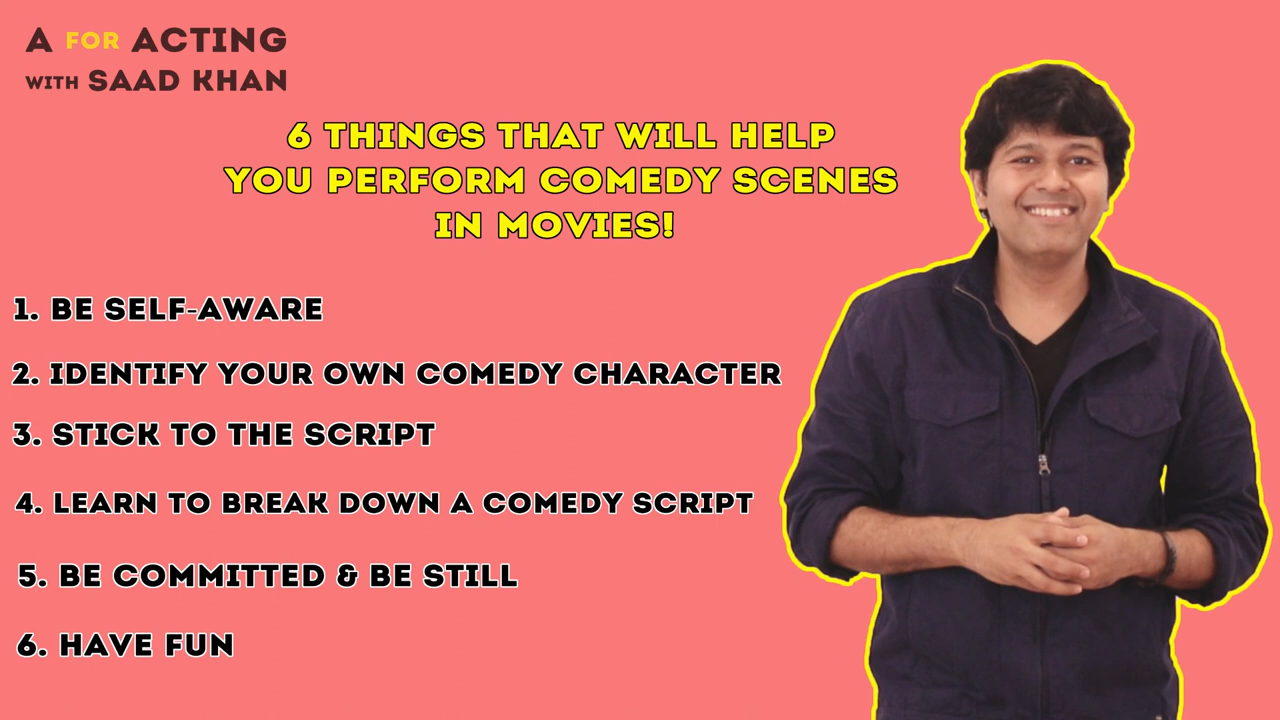 A FOR ACTING
WITH SAAD KHAN
6 THINGS THAT WILL HELP
YOU PERFORM COMEDY SCENES
IN MOVIES!
1. BE SELF-AWARE
2. IDENTIFY YOUR OWN COMEDY CHARACTER
3. STICK TO THE SCRIPT
4. LEARN TO BREAK DOWN A COMEDY SCRIPT
5. BE COMMITTED & BE STILL
6. HAVE FUN